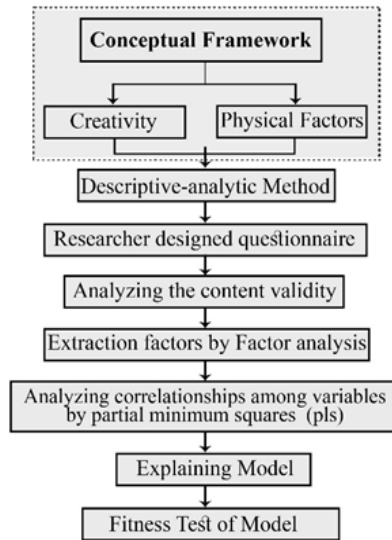 Conceptual Framework
Creativity
Physical Factors
Descriptive-analytic Method
Researcher designed questionnaire
Analyzing the content validity
Extraction factors by Factor analysis
Analyzing correlationships among variables
by partial minimum squares (pls)
Explaining Model
Fitness Test of Model